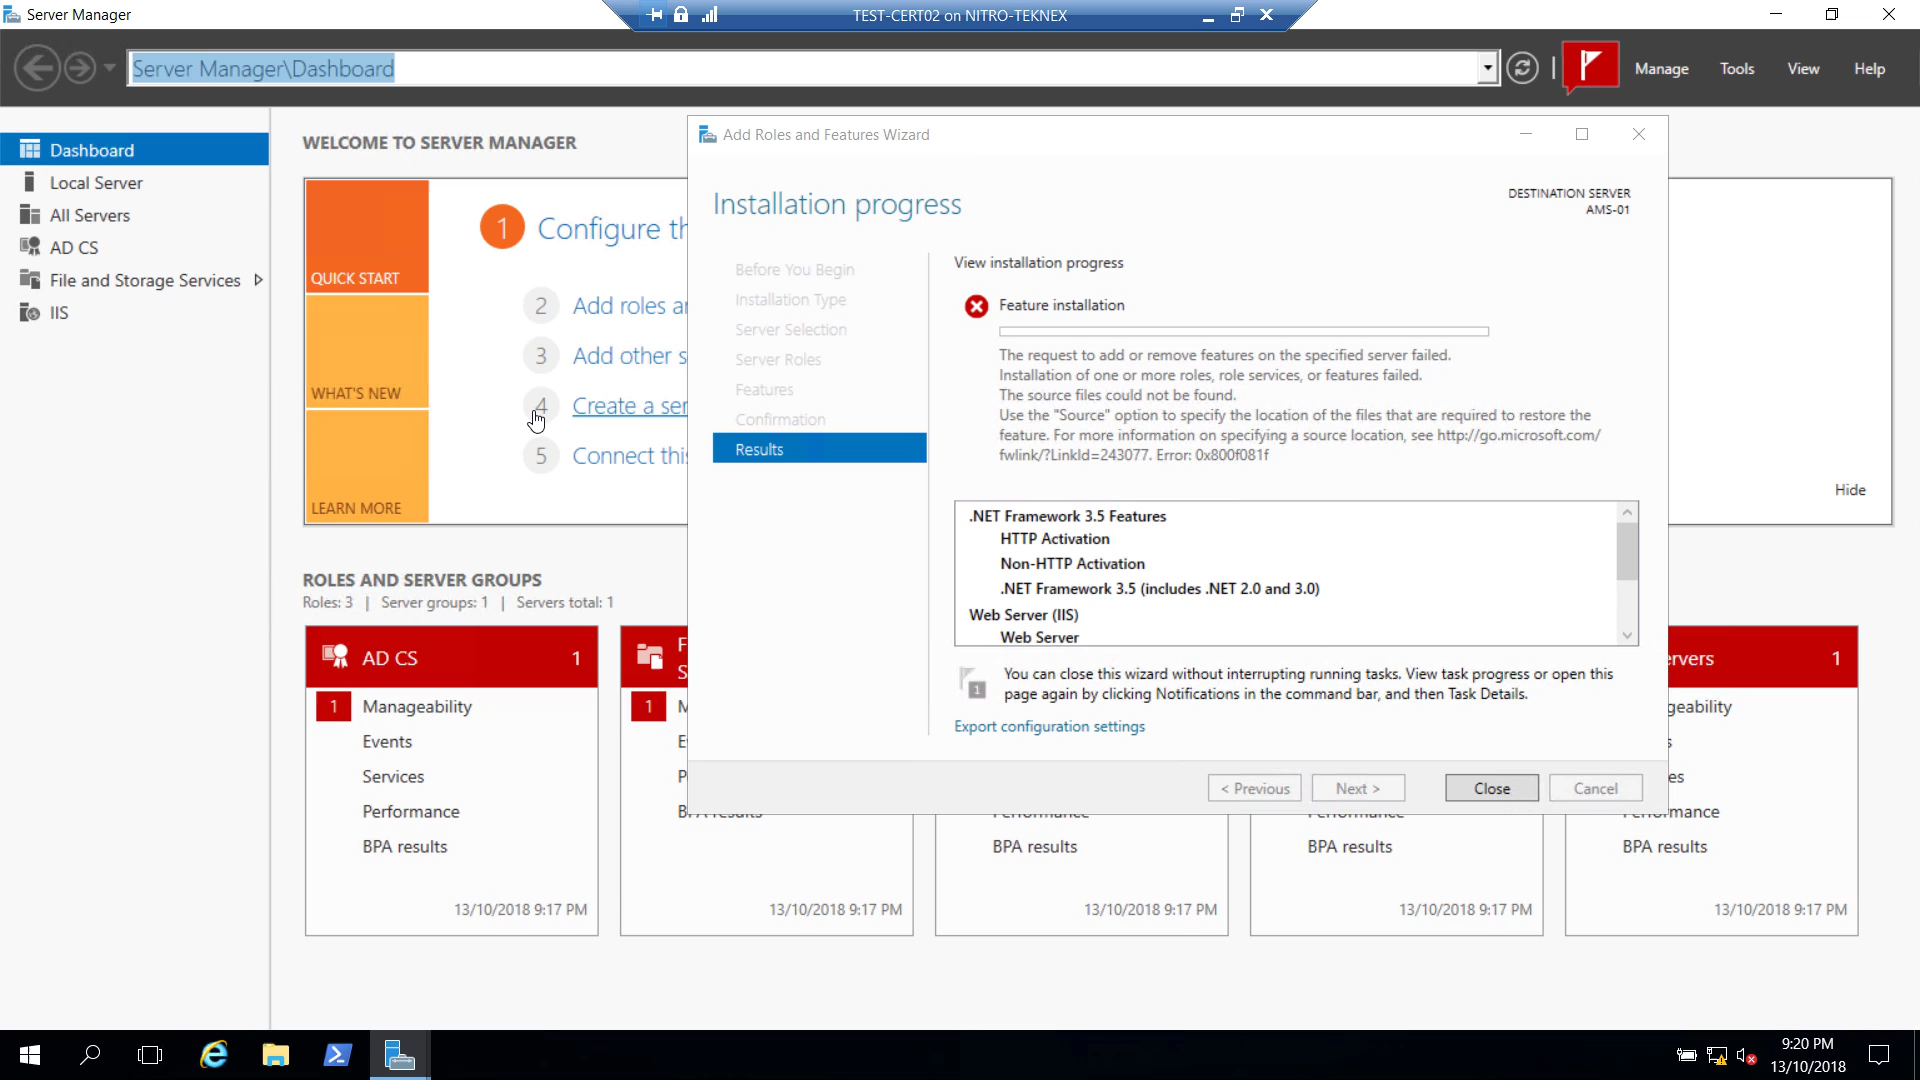 Server Manager
TEST-CERT02 on NITRO-TEKNEX
Server Manager\Dashboard
Manage
Tools
View
Help
Dashboard
Local Server
All Servers
AD CS
File and Storage Services
IIS
WELCOME TO SERVER MANAGER
QUICK START
WHAT'S NEW
LEARN MORE
1 Configure th
2 Add roles a
3 Add other s
4 Create a ser
5 Connect this
Hide
Add Roles and Features Wizard
Installation progress
DESTINATION SERVER
AMS-01
Before You Begin
Installation Type
Server Selection
Server Roles
Features
Confirmation
Results
View installation progress
Feature installation
The request to add or remove features on the specified server failed.
Installation of one or more roles, role services, or features failed.
The source files could not be found.
Use the "Source" option to specify the location of the files that are required to restore the
feature. For more information on specifying a source location, see http://go.microsoft.com/
fwlink/?LinkId=243077. Error: 0x800f081f
.NET Framework 3.5 Features
HTTP Activation
Non-HTTP Activation
.NET Framework 3.5 (includes .NET 2.0 and 3.0)
Web Server (IIS)
Web Server
1
You can close this wizard without interrupting running tasks. View task progress or open this
page again by clicking Notifications in the command bar, and then Task Details.
Export configuration settings
< Previous
Next >
Close
Cancel
ROLES AND SERVER GROUPS
Roles: 3 | Server groups: 1 | Servers total: 1
AD CS 1
1 Manageability
Events
Services
Performance
BPA results
13/10/2018 9:17 PM
F
S
1 M
E
P
BPA results
13/10/2018 9:17 PM
Performance
BPA results
13/10/2018 9:17 PM
Performance
BPA results
13/10/2018 9:17 PM
ervers 1
geability
s
es
Performance
BPA results
13/10/2018 9:17 PM
9:20 PM
13/10/2018